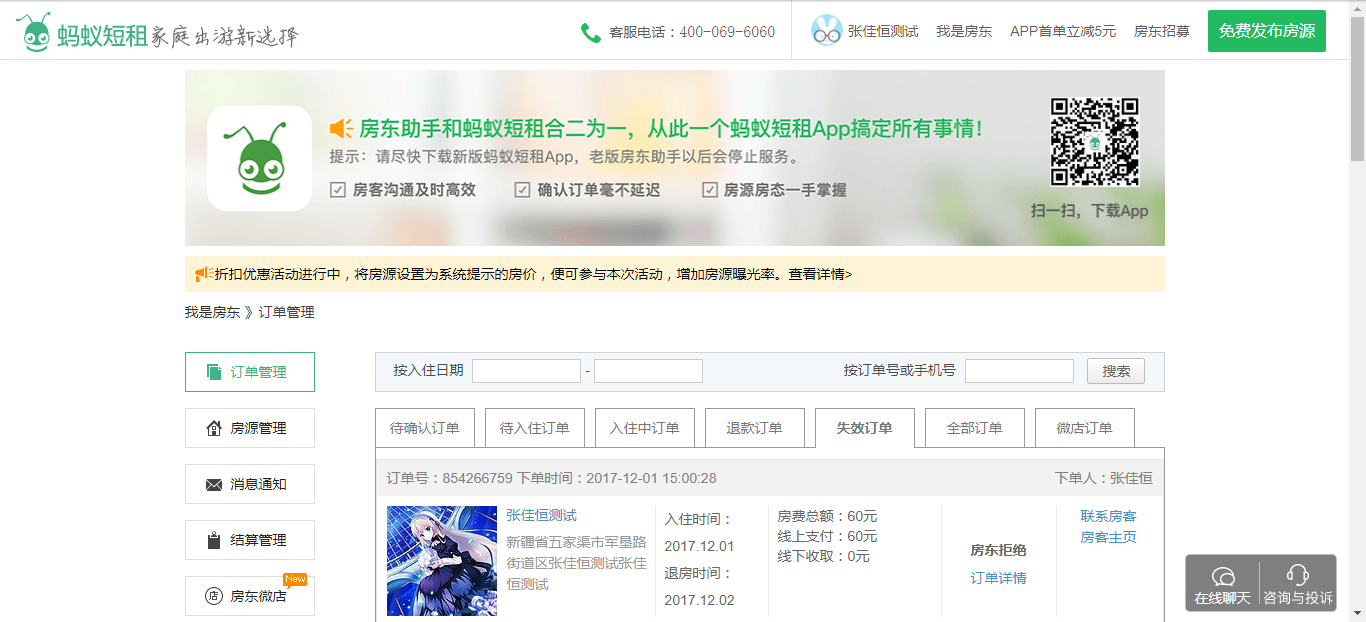 蚂蚁短租家庭出游新选择
客服电话：400-069-6060
张佳恒测试 我是房东 APP首单立减5元 房东招募 免费发布房源
房东助手和蚂蚁短租合二为一，从此一个蚂蚁短租App搞定所有事情！
提示：请尽快下载新版蚂蚁短租App，老版房东助手以后会停止服务。
房客沟通及时高效 确认订单毫不延迟 房源房态一手掌握
扫一扫，下载App
折扣优惠活动进行中，将房源设置为系统提示的房价，便可参与本次活动，增加房源曝光率。查看详情>
我是房东 》订单管理
订单管理
房源管理
消息通知
结算管理
房东微店 New
按入住日期 - 按订单号或手机号 搜索
待确认订单 待入住订单 入住中订单 退款订单 失效订单 全部订单 微店订单
订单号：854266759 下单时间：2017-12-01 15:00:28 下单人：张佳恒
张佳恒测试
新疆省五家渠市军垦路
街道区张佳恒测试张佳
恒测试
入住时间：
2017.12.01
退房时间：
2017.12.02
房费总额：60元
线上支付：60元
线下收取：0元
房东拒绝
订单详情
联系房客
房客主页
在线聊天 咨询与投诉